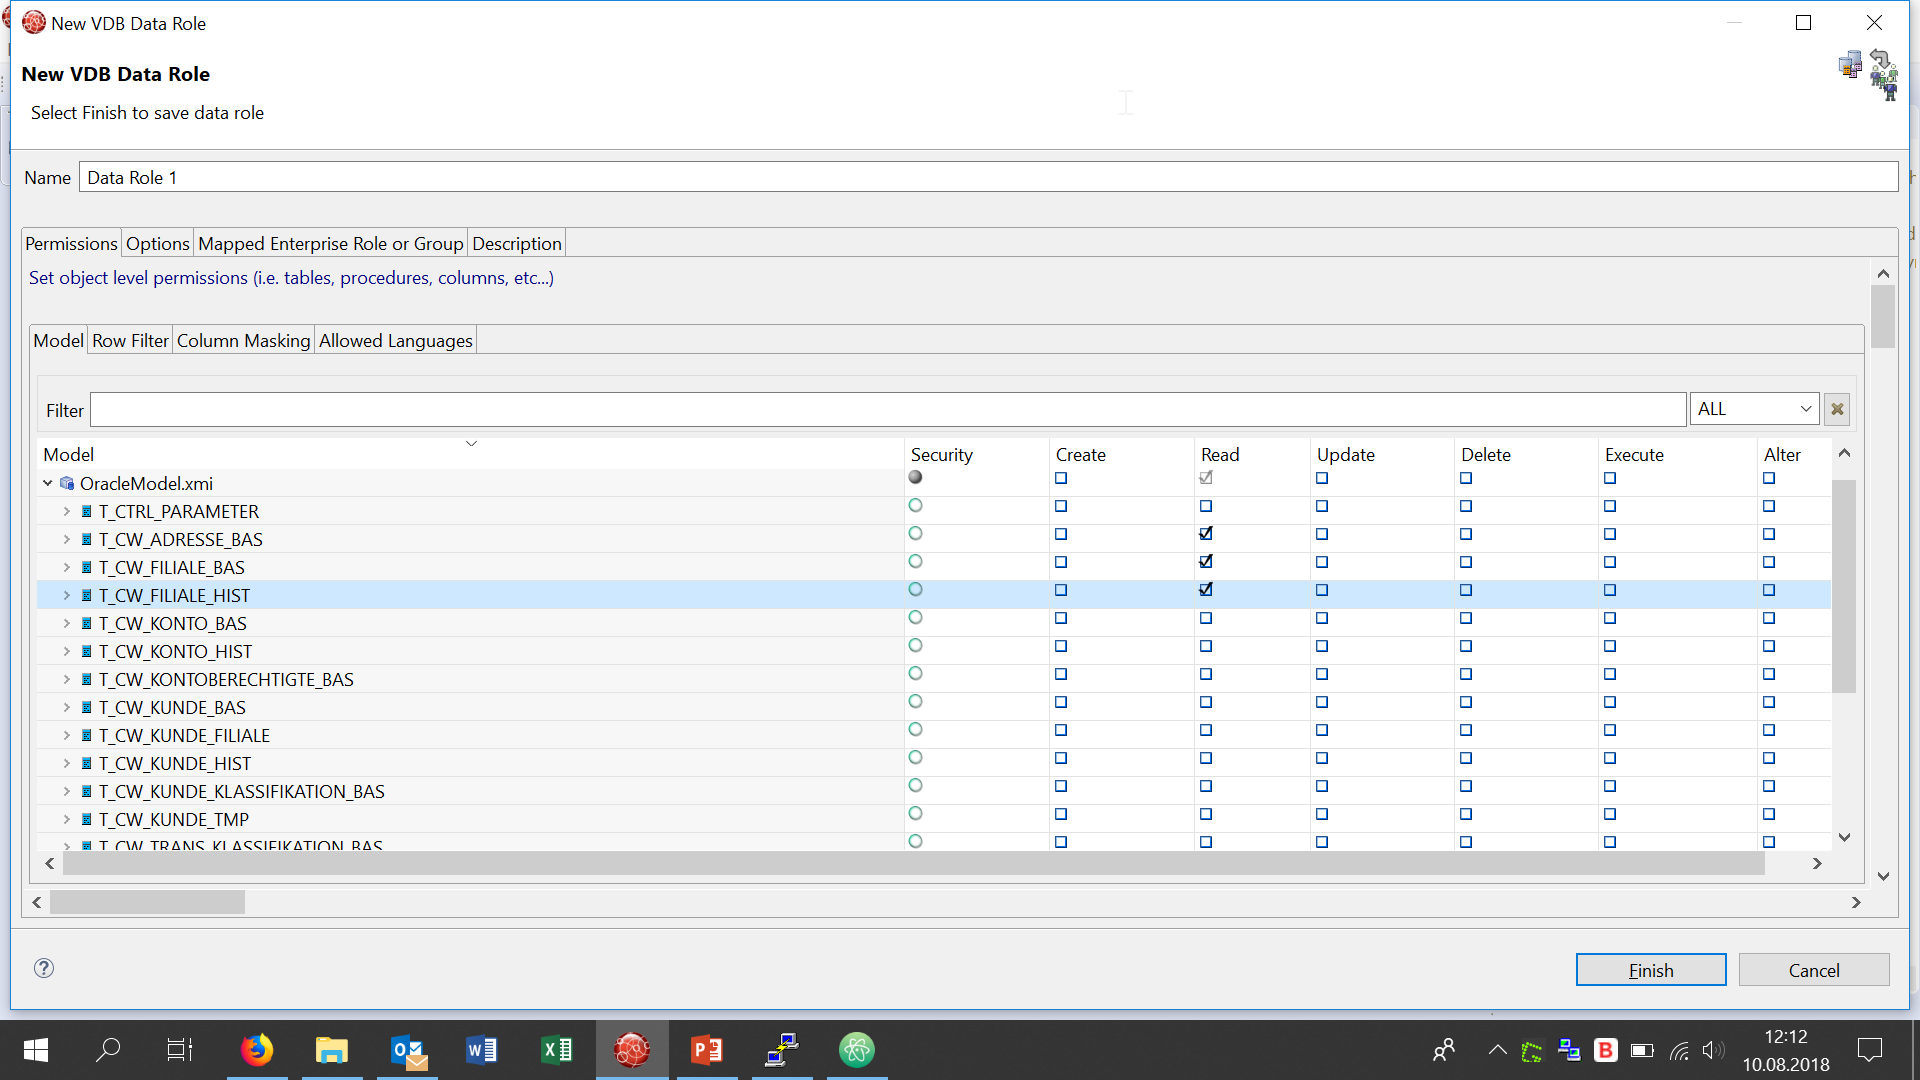 New VDB Data Role
New VDB Data Role
Select Finish to save data role
Name Data Role 1
Permissions Options Mapped Enterprise Role or Group Description
Set object level permissions (i.e. tables, procedures, columns, etc...)
Model Row Filter Column Masking Allowed Languages
Filter ALL
Model Security Create Read Update Delete Execute Alter
OracleModel.xmi
T_CTRL_PARAMETER
T_CW_ADRESSE_BAS
T_CW_FILIALE_BAS
T_CW_FILIALE_HIST
T_CW_KONTO_BAS
T_CW_KONTO_HIST
T_CW_KONTOBERECHTIGTE_BAS
T_CW_KUNDE_BAS
T_CW_KUNDE_FILIALE
T_CW_KUNDE_HIST
T_CW_KUNDE_KLASSIFIKATION_BAS
T_CW_KUNDE_TMP
T_CW_TRANS_KLASSIFIKATION_BAS
Finish Cancel
12:12
10.08.2018